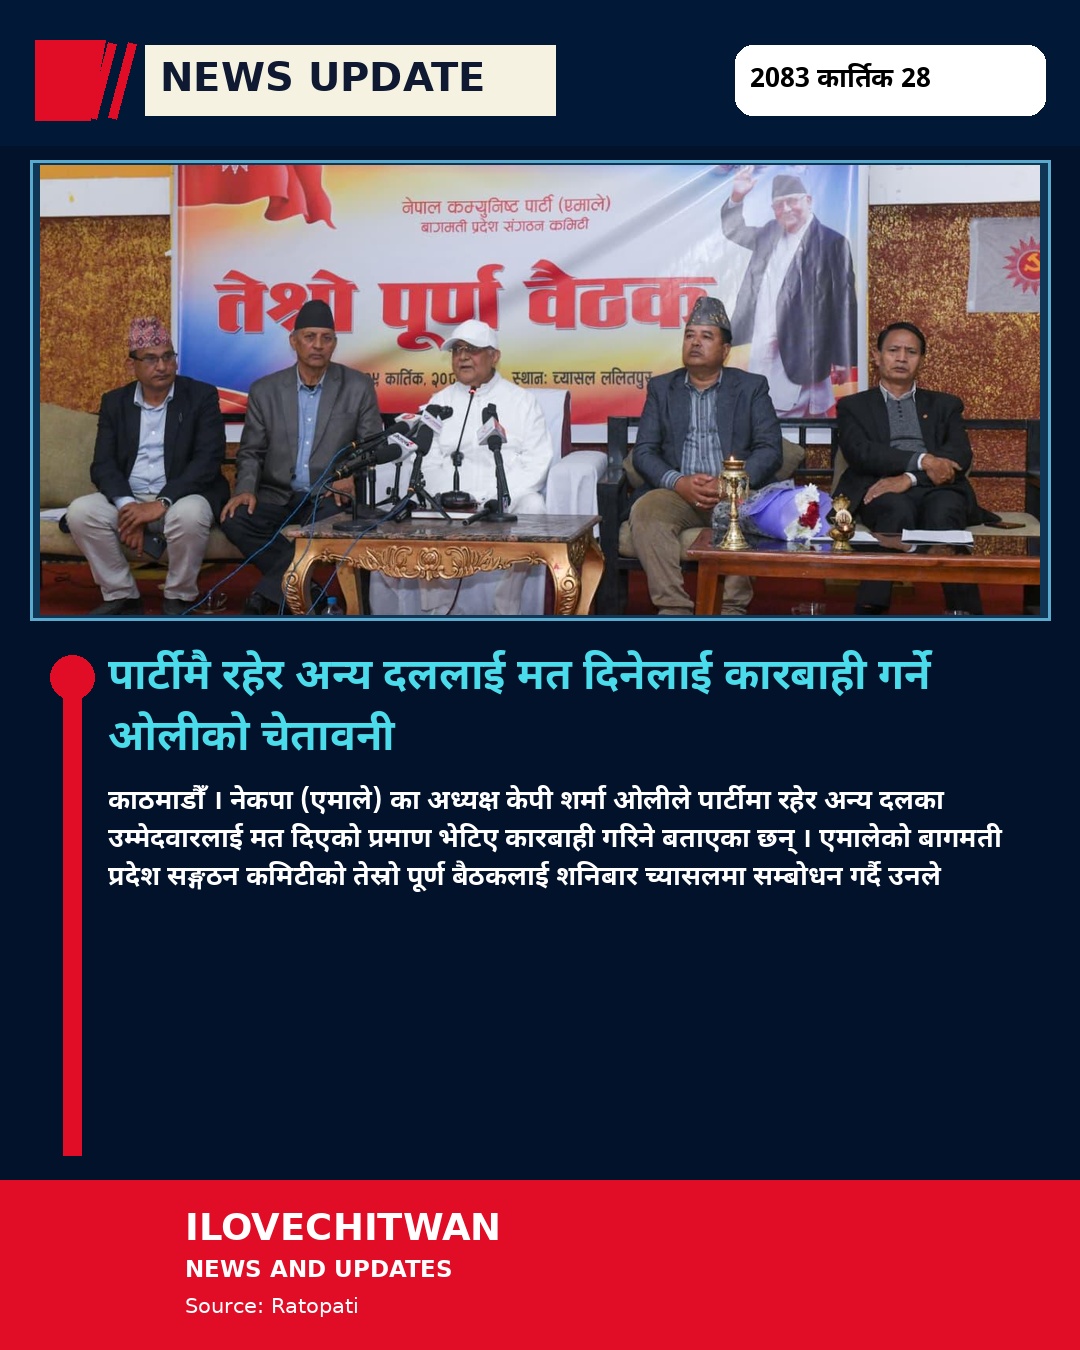 NEWS UPDATE
2083 कार्तिक 28
नेपाल कम्युनिष्ट पार्टी (एमाले)
बागमती प्रदेश संगठन कमिटी
तेश्रो पूर्ण वैठक
कार्तिक, स्थानः च्यासल ललितपुर
पार्टीमै रहेर अन्य दललाई मत दिनेलाई कारबाही गर्ने
ओलीको चेतावनी
काठमाडौँ । नेकपा (एमाले) का अध्यक्ष केपी शर्मा ओलीले पार्टीमा रहेर अन्य दलका
उम्मेदवारलाई मत दिएको प्रमाण भेटिए कारबाही गरिने बताएका छन् । एमालेको बागमती
प्रदेश सङ्गठन कमिटीको तेस्रो पूर्ण बैठकलाई शनिबार च्यासलमा सम्बोधन गर्दै उनले
ILOVECHITWAN
NEWS AND UPDATES
Source: Ratopati